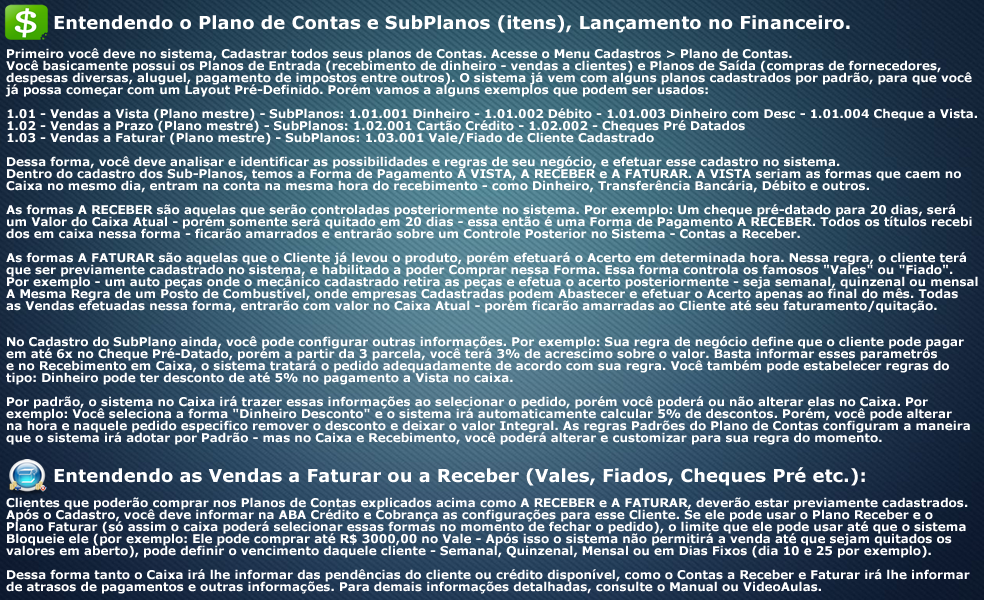 Entendendo o Plano de Contas e SubPlanos (itens), Lançamento no Financeiro.
Primeiro você deve no sistema, Cadastrar todos seus planos de Contas. Acesse o Menu Cadastros > Plano de Contas.
Você basicamente possui os Planos de Entrada (recebimento de dinheiro - vendas a clientes) e Planos de Saída (compras de fornecedores,
despesas diversas, aluguel, pagamento de impostos entre outros). O sistema já vem com alguns planos cadastrados por padrão, para que você
já possa começar com um Layout Pré-Definido. Porém vamos a alguns exemplos que podem ser usados:
1.01 - Vendas a Vista (Plano mestre) - SubPlanos: 1.01.001 Dinheiro - 1.01.002 Débito - 1.01.003 Dinheiro com Desc - 1.01.004 Cheque a Vista.
1.02 - Vendas a Prazo (Plano mestre) - SubPlanos: 1.02.001 Cartão Crédito - 1.02.002 - Cheques Pré Datados
1.03 - Vendas a Faturar (Plano mestre) - SubPlanos: 1.03.001 Vale/Fiado de Cliente Cadastrado
Dessa forma, você deve analisar e identificar as possibilidades e regras de seu negócio, e efetuar esse cadastro no sistema.
Dentro do cadastro dos Sub-Planos, temos a Forma de Pagamento À VISTA, A RECEBER e A FATURAR. A VISTA seriam as formas que caem no
Caixa no mesmo dia, entram na conta na mesma hora do recebimento - como Dinheiro, Transferência Bancária, Débito e outros.
As formas A RECEBER são aquelas que serão controladas posteriormente no sistema. Por exemplo: Um cheque pré-datado para 20 dias, será
um Valor do Caixa Atual - porém somente será quitado em 20 dias - essa então é uma Forma de Pagamento A RECEBER. Todos os títulos recebi
dos em caixa nessa forma - ficarão amarrados e entrarão sobre um Controle Posterior no Sistema - Contas a Receber.
As formas A FATURAR são aquelas que o Cliente já levou o produto, porém efetuará o Acerto em determinada hora. Nessa regra, o cliente terá
que ser previamente cadastrado no sistema, e habilitado a poder Comprar nessa Forma. Essa forma controla os famosos "Vales" ou "Fiado".
Por exemplo - um auto peças onde o mecânico cadastrado retira as peças e efetua o acerto posteriormente - seja semanal, quinzenal ou mensal
A Mesma Regra de um Posto de Combustível, onde empresas Cadastradas podem Abastecer e efetuar o Acerto apenas ao final do mês. Todas
as Vendas efetuadas nessa forma, entrarão com valor no Caixa Atual - porém ficarão amarradas ao Cliente até seu faturamento/quitação.
No Cadastro do SubPlano ainda, você pode configurar outras informações. Por exemplo: Sua regra de negócio define que o cliente pode pagar
em até 6x no Cheque Pré-Datado, porém a partir da 3 parcela, você terá 3% de acrescimo sobre o valor. Basta informar esses parametrós
e no Recebimento em Caixa, o sistema tratará o pedido adequadamente de acordo com sua regra. Você também pode estabelecer regras do
tipo: Dinheiro pode ter desconto de até 5% no pagamento a Vista no caixa.
Por padrão, o sistema no Caixa irá trazer essas informações ao selecionar o pedido, porém você poderá ou não alterar elas no Caixa. Por
exemplo: Você seleciona a forma "Dinheiro Desconto" e o sistema irá automaticamente calcular 5% de descontos. Porém, você pode alterar
na hora e naquele pedido especifico remover o desconto e deixar o valor Integral. As regras Padrões do Plano de Contas configuram a maneira
que o sistema irá adotar por Padrão - mas no Caixa e Recebimento, você poderá alterar e customizar para sua regra do momento.
Entendendo as Vendas a Faturar ou a Receber (Vales, Fiados, Cheques Pré etc.):
Clientes que poderão comprar nos Planos de Contas explicados acima como A RECEBER e A FATURAR, deverão estar previamente cadastrados.
Após o Cadastro, você deve informar na ABA Crédito e Cobrança as configurações para esse Cliente. Se ele pode usar o Plano Receber e o
Plano Faturar (só assim o caixa poderá selecionar essas formas no momento de fechar o pedido), o limite que ele pode usar até que o sistema
Bloqueie ele (por exemplo: Ele pode comprar até R$ 3000,00 no Vale - Após isso o sistema não permitirá a venda até que sejam quitados os
valores em aberto), pode definir o vencimento daquele cliente - Semanal, Quinzenal, Mensal ou em Dias Fixos (dia 10 e 25 por exemplo).
Dessa forma tanto o Caixa irá lhe informar das pendências do cliente ou crédito disponível, como o Contas a Receber e Faturar irá lhe informar
de atrasos de pagamentos e outras informações. Para demais informações detalhadas, consulte o Manual ou VideoAulas.